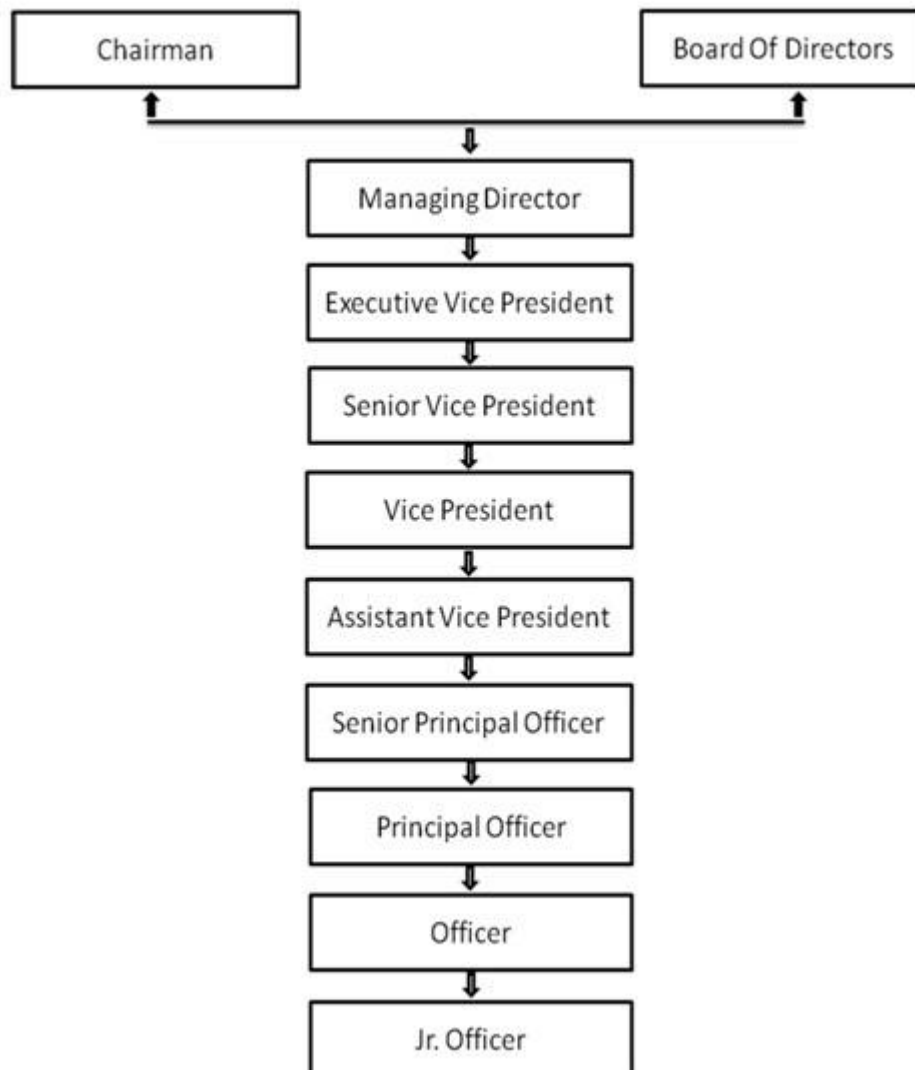 Chairman
Board Of Directors
Managing Director
Executive Vice President
Senior Vice President
Vice President
Assistant Vice President
Senior Principal Officer
Principal Officer
Officer
Jr. Officer